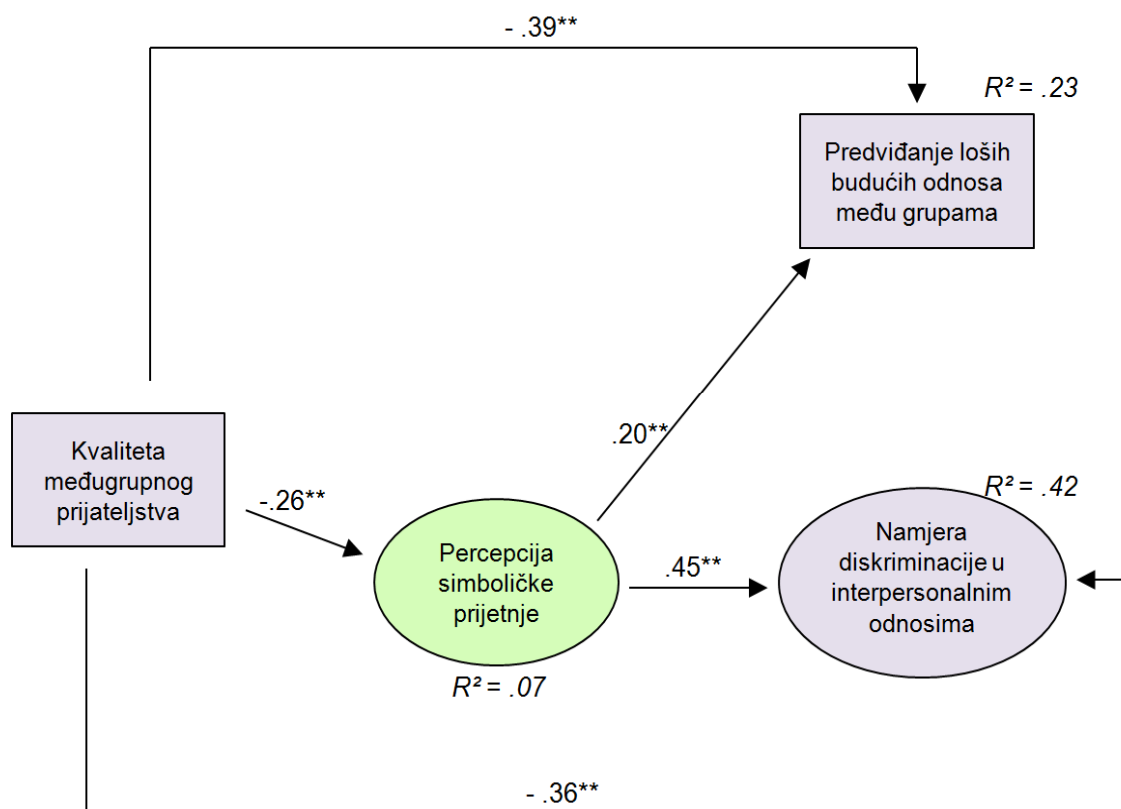 - .39**
R² = .23
Predviđanje loših
budućih odnosa
među grupama
Kvaliteta
međugrupnog
prijateljstva
-.26**
.20**
Percepcija
simboličke
prijetnje
R² = .07
.45**
R² = .42
Namjera
diskriminacije u
interpersonalnim
odnosima
- .36**